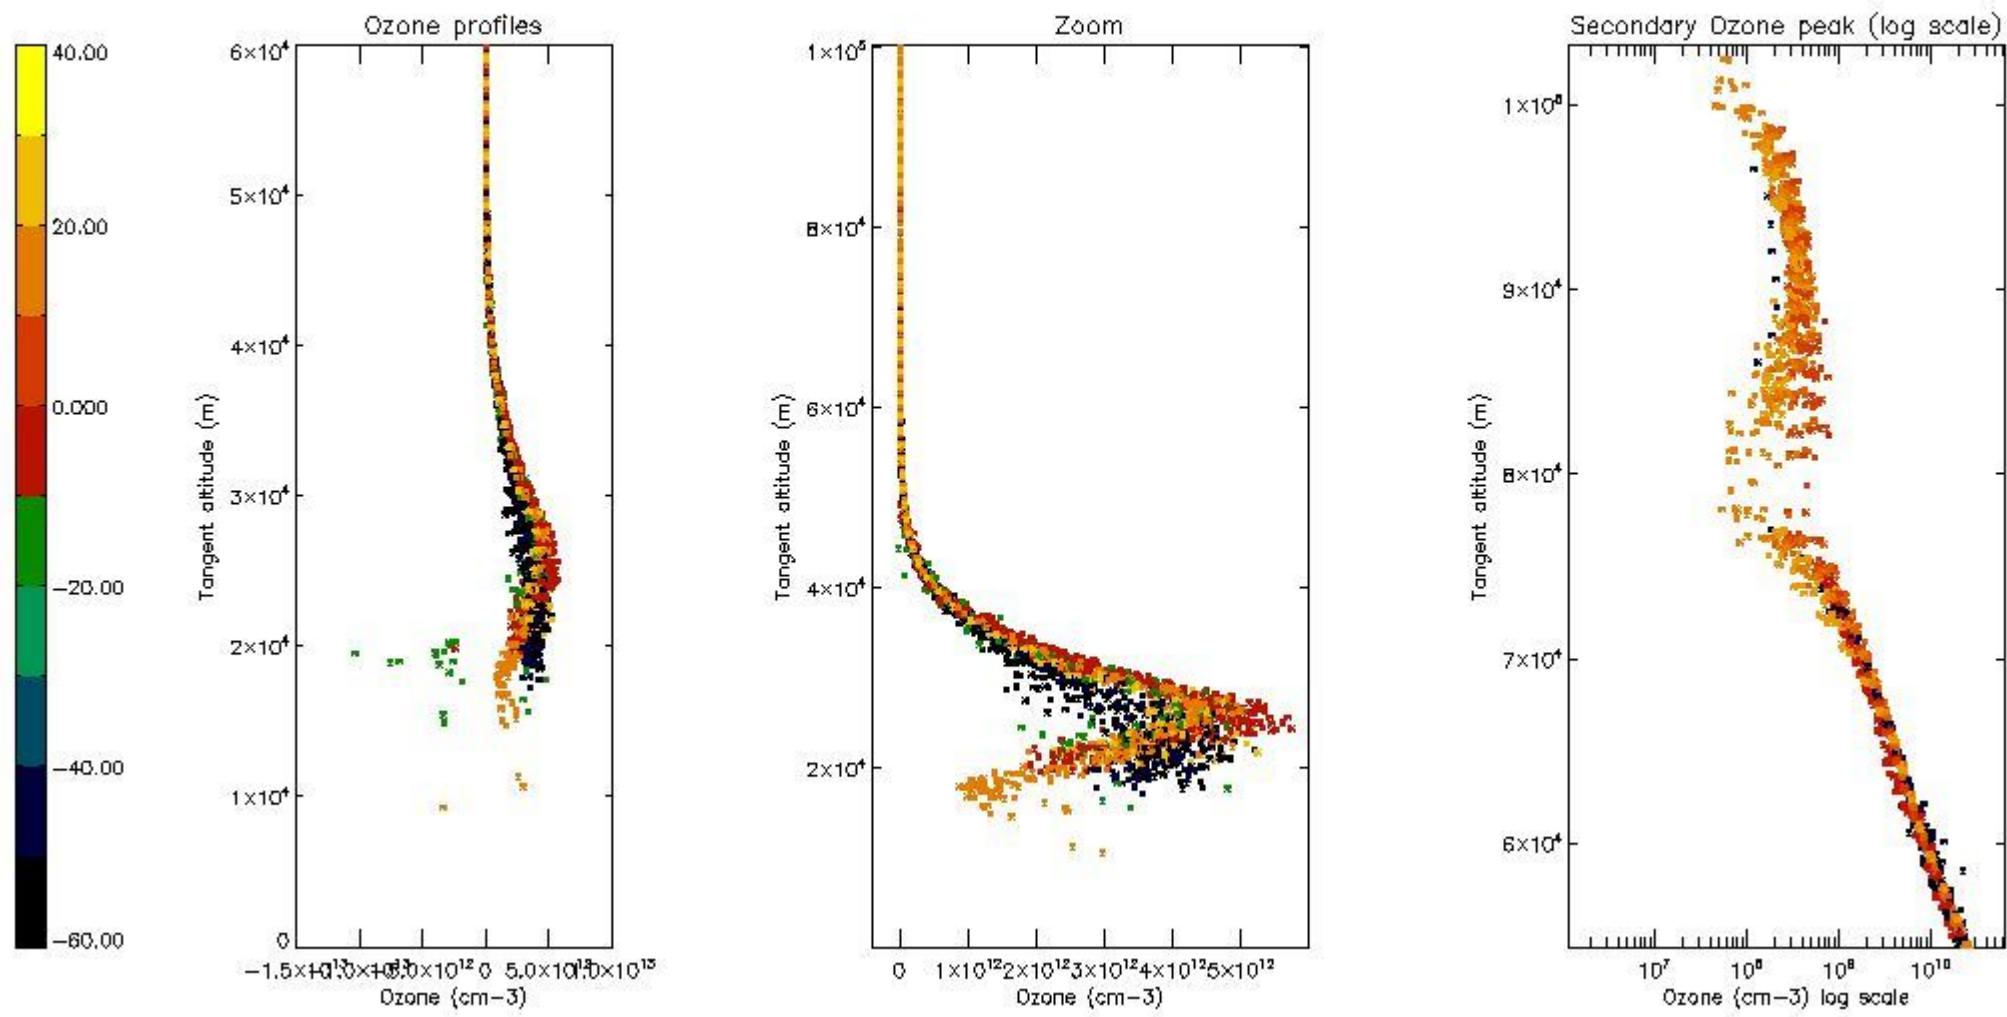 Ozone profiles
Zoom
Secondary Ozone peak (log scale)
40.00
20.00
0.000
−20.00
−40.00
−60.00
6×10⁴
5×10⁴
4×10⁴
3×10⁴
2×10⁴
1×10⁴
0
Tangent altitude (m)
0 5.0×10¹² 1.0×10¹³
Ozone (cm−3)
1×10⁵
8×10⁴
6×10⁴
4×10⁴
2×10⁴
Tangent altitude (m)
0 1×10¹² 2×10¹² 3×10¹² 4×10¹² 5×10¹²
Ozone (cm−3)
9×10⁴
8×10⁴
7×10⁴
6×10⁴
Tangent altitude (m)
10⁷ 10⁸ 10⁹ 10¹⁰
Ozone (cm−3) log scale